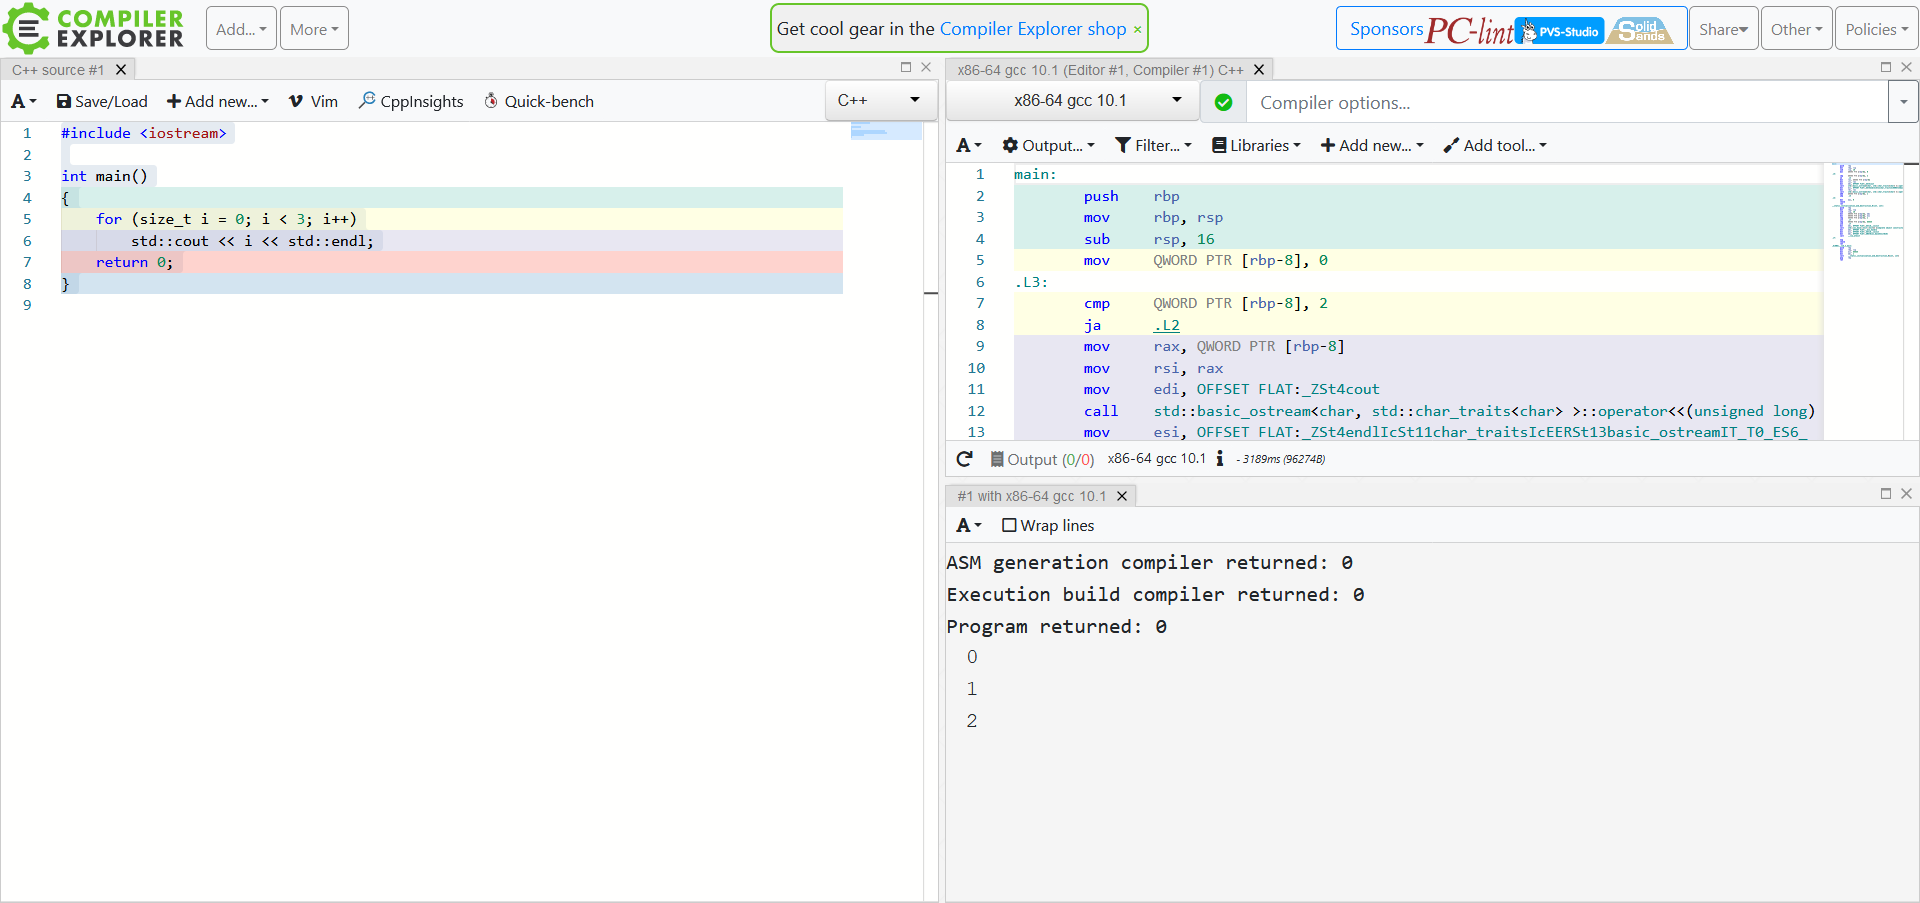 COMPILER
EXPLORER
Add...
More
Get cool gear in the Compiler Explorer shop ×
Sponsors PC-lint PVS-Studio Solid Sands
Share
Other
Policies
C++ source #1
A
Save/Load
Add new...
Vim
CppInsights
Quick-bench
C++
1 #include <iostream>
2
3 int main()
4 {
5 for (size_t i = 0; i < 3; i++)
6 std::cout << i << std::endl;
7 return 0;
8 }
9
x86-64 gcc 10.1 (Editor #1, Compiler #1) C++
x86-64 gcc 10.1
Compiler options...
A
Output...
Filter...
Libraries
Add new...
Add tool...
1 main:
2 push rbp
3 mov rbp, rsp
4 sub rsp, 16
5 mov QWORD PTR [rbp-8], 0
6 .L3:
7 cmp QWORD PTR [rbp-8], 2
8 ja .L2
9 mov rax, QWORD PTR [rbp-8]
10 mov rsi, rax
11 mov edi, OFFSET FLAT:_ZSt4cout
12 call std::basic_ostream<char, std::char_traits<char> >::operator<<(unsigned long)
13 mov esi, OFFSET FLAT:_ZSt4endlIcSt11char_traitsIcEERSt13basic_ostreamIT_T0_ES6_
Output (0/0) x86-64 gcc 10.1 i - 3189ms (96274B)
#1 with x86-64 gcc 10.1
A
Wrap lines
ASM generation compiler returned: 0
Execution build compiler returned: 0
Program returned: 0
0
1
2